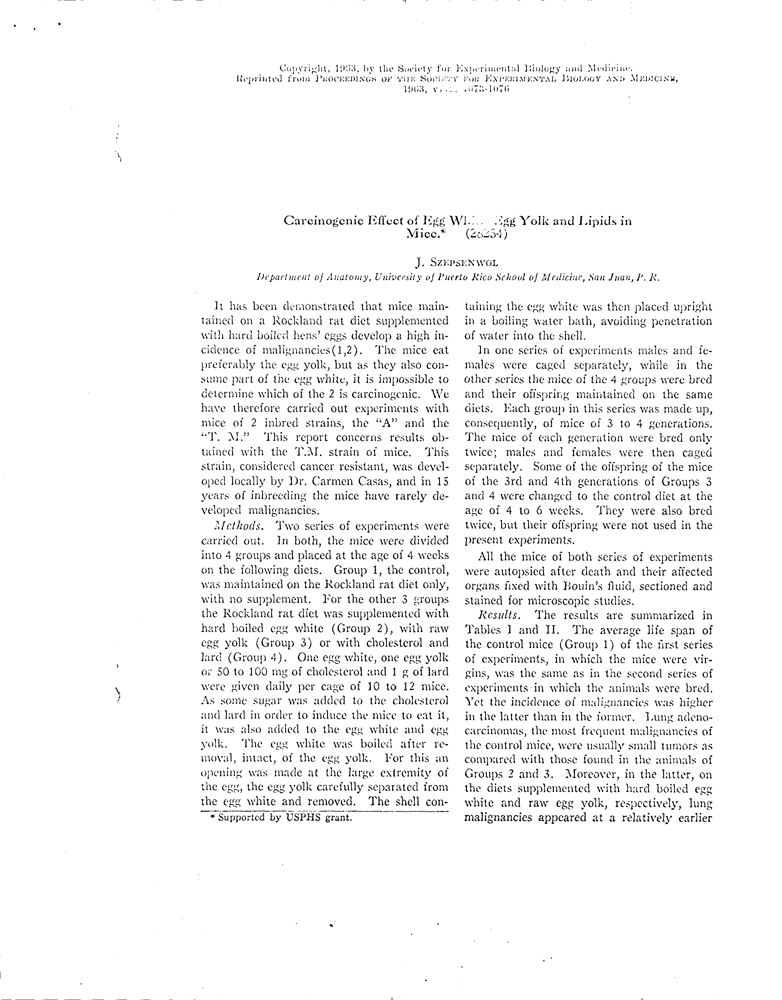 Copyright, 1963, by the Society for Experimental Biology and Medicine.
Reprinted from PROCEEDINGS OF THE SOCIETY FOR EXPERIMENTAL BIOLOGY AND MEDICINE,
1963, 1073-1076
Carcinogenic Effect of Egg Egg Yolk and Lipids in
Mice.*
J. SZEPSENWOL
Department of Anatomy, University of Puerto Rico School of Medicine, San Juan, P. R.
It has been demonstrated that mice main-
tained on a Rockland rat diet supplemented
with hard boiled hens' eggs develop a high in-
cidence of malignancies(1,2). The mice eat
preferably the egg yolk, but as they also con-
sume part of the egg white, it is impossible to
determine which of the 2 is carcinogenic. We
have therefore carried out experiments with
mice of 2 inbred strains, the "A" and the
"T. M." This report concerns results ob-
tained with the T.M. strain of mice. This
strain, considered cancer resistant, was devel-
oped locally by Dr. Carmen Casas, and in 15
years of inbreeding the mice have rarely de-
veloped malignancies.
Methods. Two series of experiments were
carried out. In both, the mice were divided
into 4 groups and placed at the age of 4 weeks
on the following diets. Group 1, the control,
was maintained on the Rockland rat diet only,
with no supplement. For the other 3 groups
the Rockland rat diet was supplemented with
hard boiled egg white (Group 2), with raw
egg yolk (Group 3) or with cholesterol and
lard (Group 4). One egg white, one egg yolk
or 50 to 100 mg of cholesterol and 1 g of lard
were given daily per cage of 10 to 12 mice.
As some sugar was added to the cholesterol
and lard in order to induce the mice to eat it,
it was also added to the egg white and egg
yolk. The egg white was boiled after re-
moval, intact, of the egg yolk. For this an
opening was made at the large extremity of
the egg, the egg yolk carefully separated from
the egg white and removed. The shell con-
* Supported by USPHS grant.
taining the egg white was then placed upright
in a boiling water bath, avoiding penetration
of water into the shell.
In one series of experiments males and fe-
males were caged separately, while in the
other series the mice of the 4 groups were bred
and their offspring maintained on the same
diets. Each group in this series was made up,
consequently, of mice of 3 to 4 generations.
The mice of each generation were bred only
twice; males and females were then caged
separately. Some of the offspring of the mice
of the 3rd and 4th generations of Groups 3
and 4 were changed to the control diet at the
age of 4 to 6 weeks. They were also bred
twice, but their offspring were not used in the
present experiments.
All the mice of both series of experiments
were autopsied after death and their affected
organs fixed with Bouin's fluid, sectioned and
stained for microscopic studies.
Results. The results are summarized in
Tables I and II. The average life span of
the control mice (Group 1) of the first series
of experiments, in which the mice were vir-
gins, was the same as in the second series of
experiments in which the animals were bred.
Yet the incidence of malignancies was higher
in the latter than in the former. Lung adeno-
carcinomas, the most frequent malignancies of
the control mice, were usually small tumors as
compared with those found in the animals of
Groups 2 and 3. Moreover, in the latter, on
the diets supplemented with hard boiled egg
white and raw egg yolk, respectively, lung
malignancies appeared at a relatively earlier